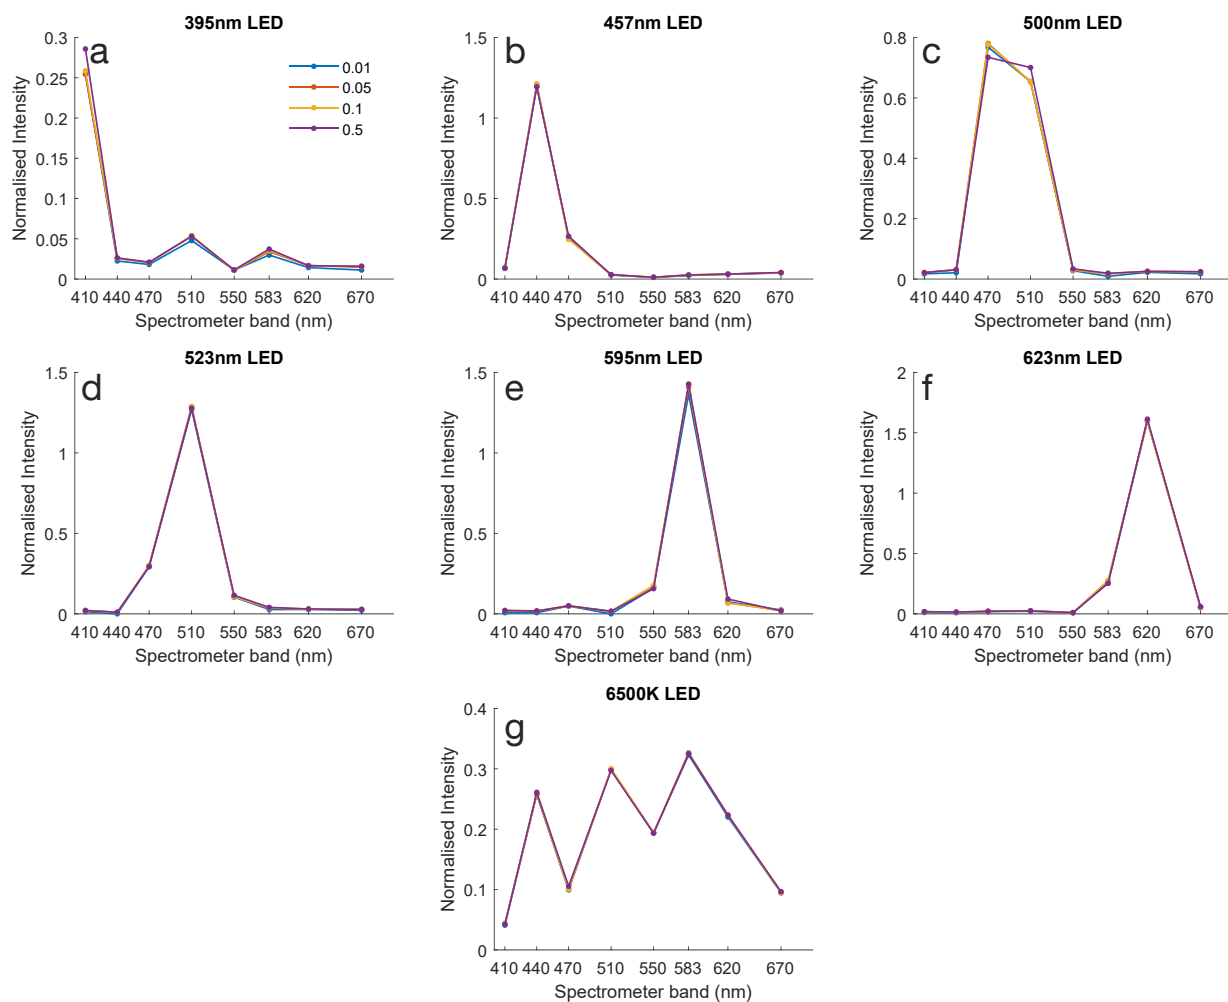 395nm LED
a
0.3
0.25
0.2
0.15
0.1
0.05
0
Normalised Intensity
0.01
0.05
0.1
0.5
410 440 470 510 550 583 620 670
Spectrometer band (nm)
457nm LED
b
1.5
1
0.5
0
Normalised Intensity
410 440 470 510 550 583 620 670
Spectrometer band (nm)
500nm LED
c
0.8
0.6
0.4
0.2
0
Normalised Intensity
410 440 470 510 550 583 620 670
Spectrometer band (nm)
523nm LED
d
1.5
1
0.5
0
Normalised Intensity
410 440 470 510 550 583 620 670
Spectrometer band (nm)
595nm LED
e
1.5
1
0.5
0
Normalised Intensity
410 440 470 510 550 583 620 670
Spectrometer band (nm)
623nm LED
f
2
1.5
1
0.5
0
Normalised Intensity
410 440 470 510 550 583 620 670
Spectrometer band (nm)
6500K LED
g
0.4
0.3
0.2
0.1
0
Normalised Intensity
410 440 470 510 550 583 620 670
Spectrometer band (nm)